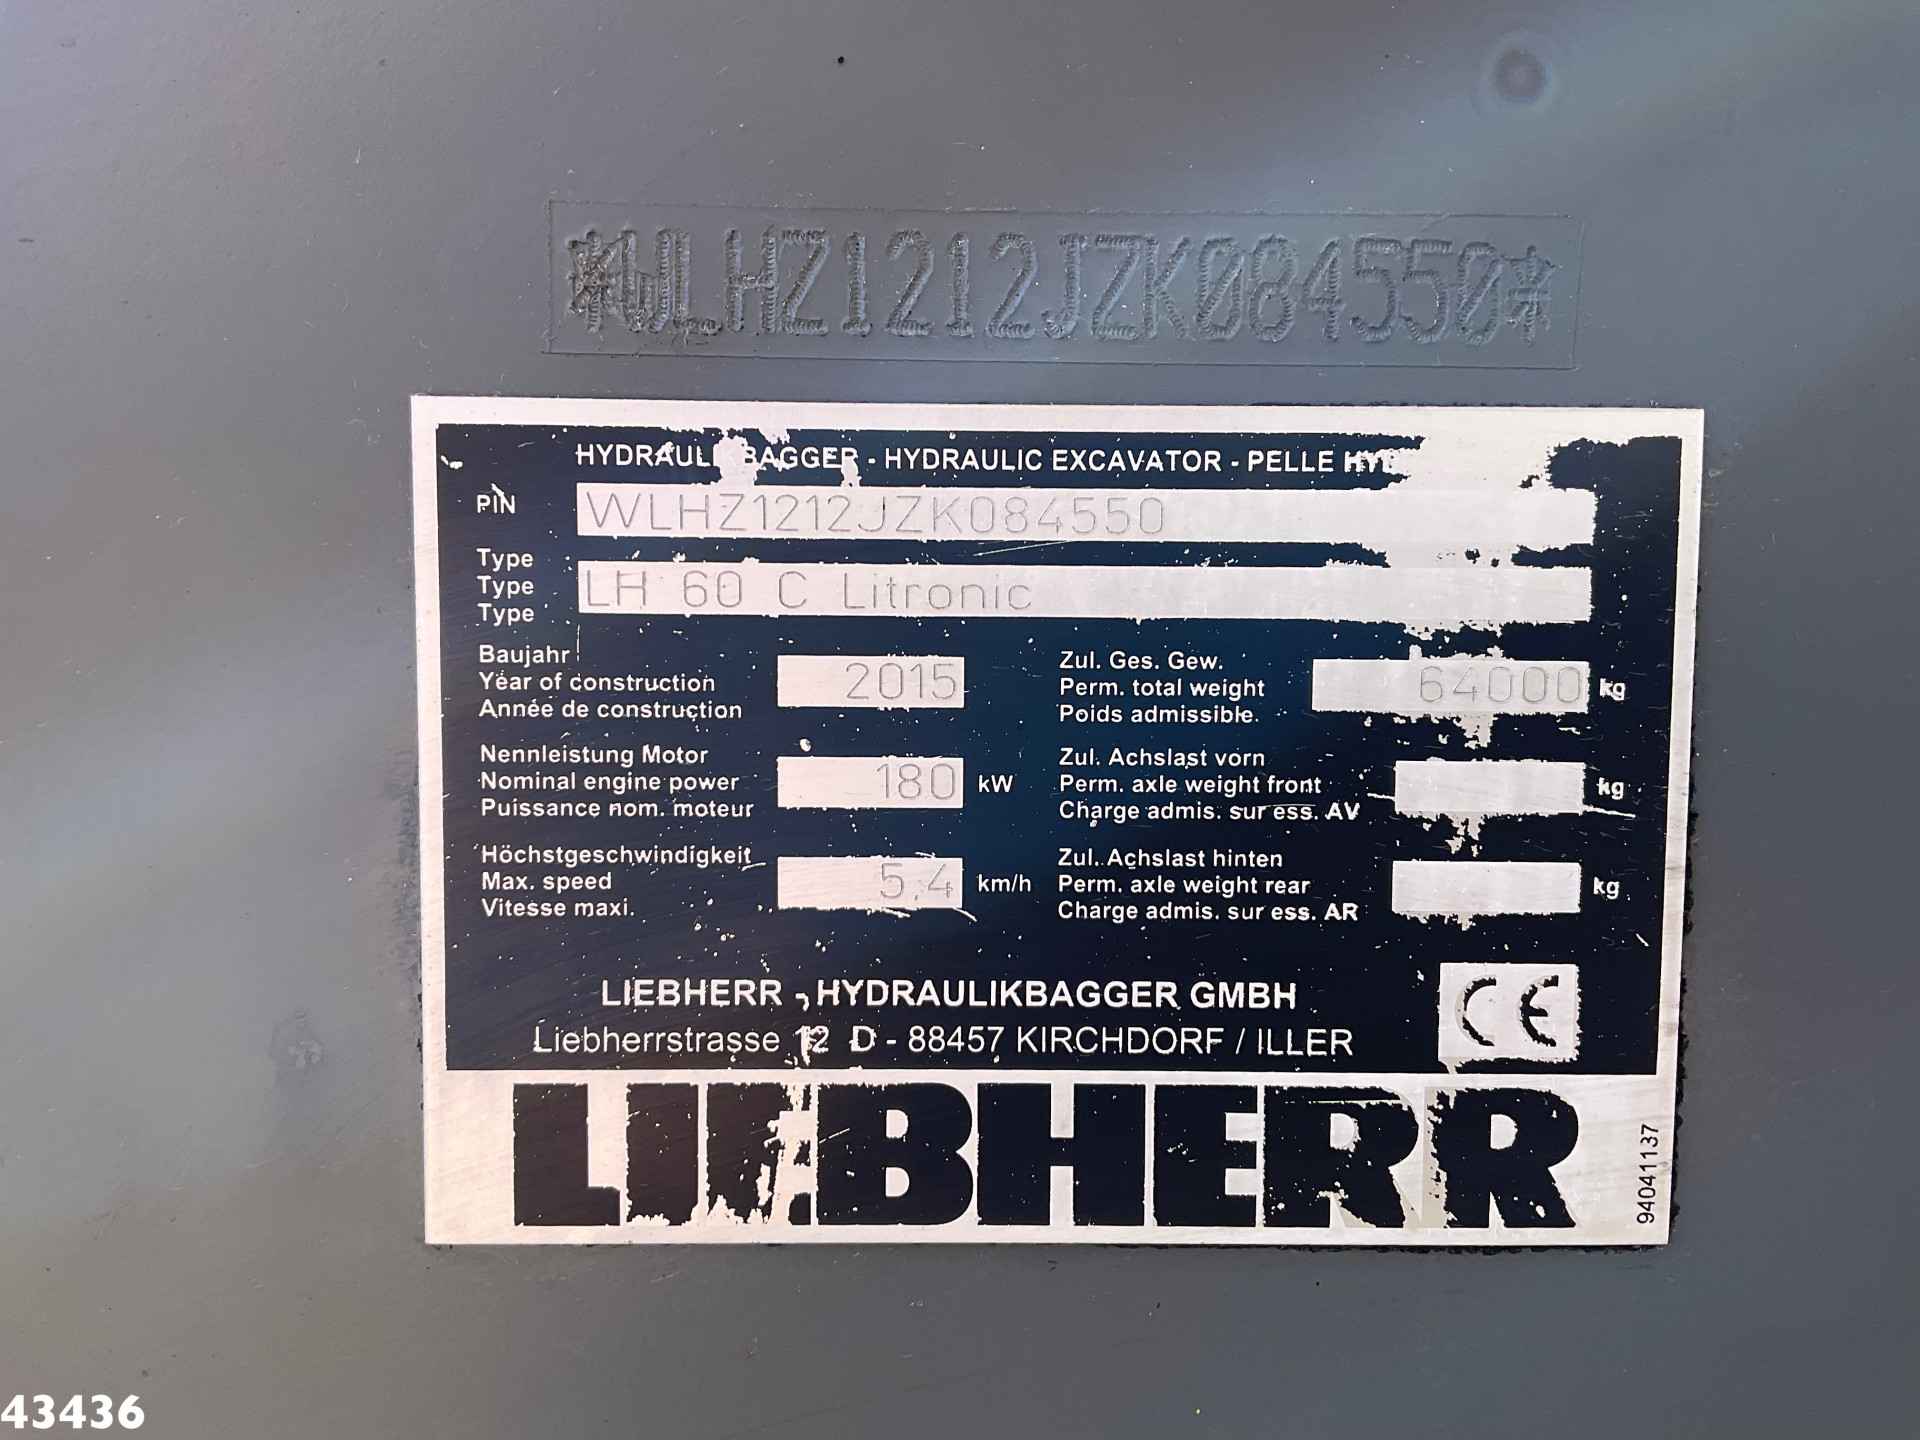 *WLHZ1212JZK084550*
HYDRAULIKBAGGER - HYDRAULIC EXCAVATOR - PELLE
PIN WLHZ1212JZK084550
Type
Type LH 60 C Litronic
Type
Baujahr
Year of construction 2015
Année de construction
Zul. Ges. Gew.
Perm. total weight 64000 kg
Poids admissible
Nennleistung Motor
Nominal engine power 180 kW
Puissance nom. moteur
Zul. Achslast vorn
Perm. axle weight front kg
Charge admis. sur ess. AV
Höchstgeschwindigkeit
Max. speed 5,4 km/h
Vitesse maxi.
Zul. Achslast hinten
Perm. axle weight rear kg
Charge admis. sur ess. AR
LIEBHERR - HYDRAULIKBAGGER GMBH
Liebherrstrasse 12 D - 88457 KIRCHDORF / ILLER
CE
LIEBHERR
94041137
43436